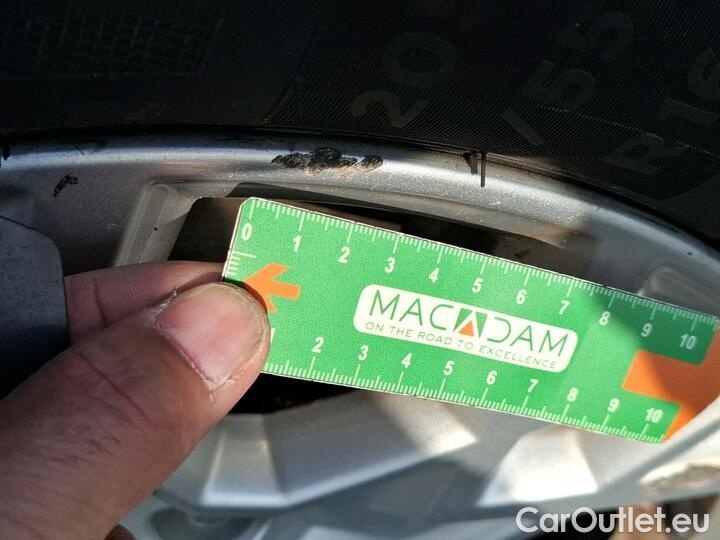 205
/55
R16
0 1 2 3 4 5 6 7 8 9 10
MACADAM
ON THE ROAD TO EXCELLENCE
1 2 3 4 5 6 7 8 9 10
CarOutlet.eu